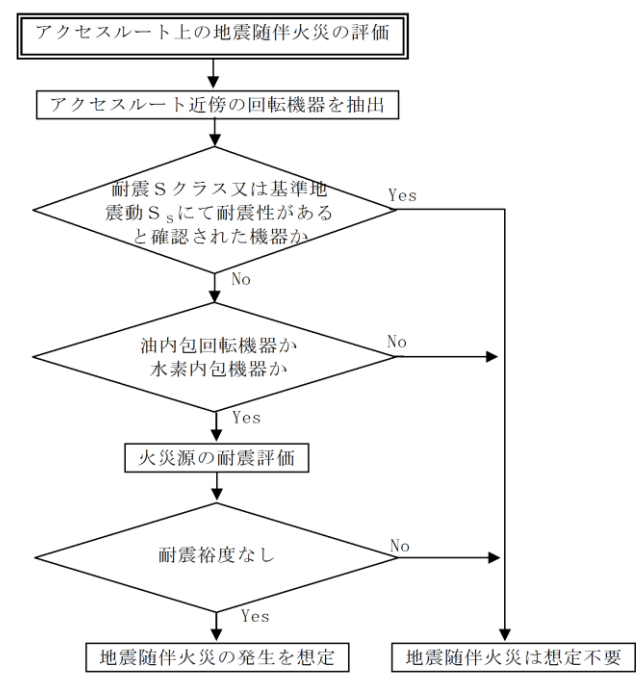 アクセスルート上の地震随伴火災の評価
アクセスルート近傍の回転機器を抽出
耐震Sクラス又は基準地
震動Ssにて耐震性がある
と確認された機器か
Yes
No
油内包回転機器か
水素内包機器か
No
Yes
火災源の耐震評価
耐震裕度なし
No
Yes
地震随伴火災の発生を想定
地震随伴火災は想定不要